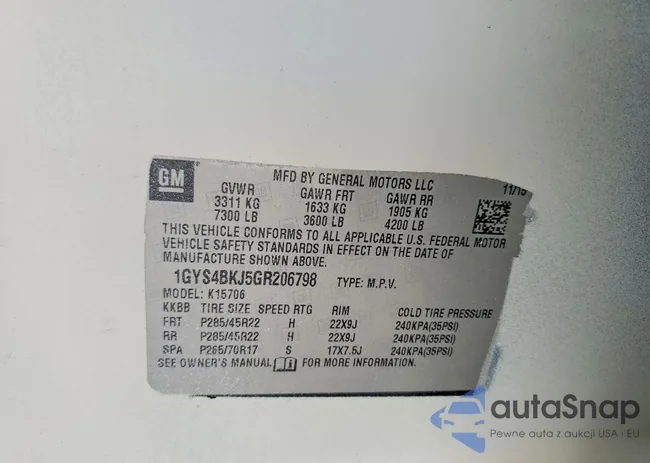 GM
MFD BY GENERAL MOTORS LLC
11/15
GVWR GAWR FRT GAWR RR
3311 KG 1633 KG 1905 KG
7300 LB 3600 LB 4200 LB
THIS VEHICLE CONFORMS TO ALL APPLICABLE U.S. FEDERAL MOTOR
VEHICLE SAFETY STANDARDS IN EFFECT ON THE DATE OF
MANUFACTURE SHOWN ABOVE.
1GYS4BKJ5GR206798 TYPE: M.P.V.
MODEL: K15706
KKBB TIRE SIZE SPEED RTG RIM COLD TIRE PRESSURE
FRT P285/45R22 H 22X9J 240KPA(35PSI)
RR P285/45R22 H 22X9J 240KPA(35PSI)
SPA P265/70R17 S 17X7.5J 240KPA(35PSI)
SEE OWNER'S MANUAL FOR MORE INFORMATION.
autaSnap
Pewne auta z aukcji USA i EU